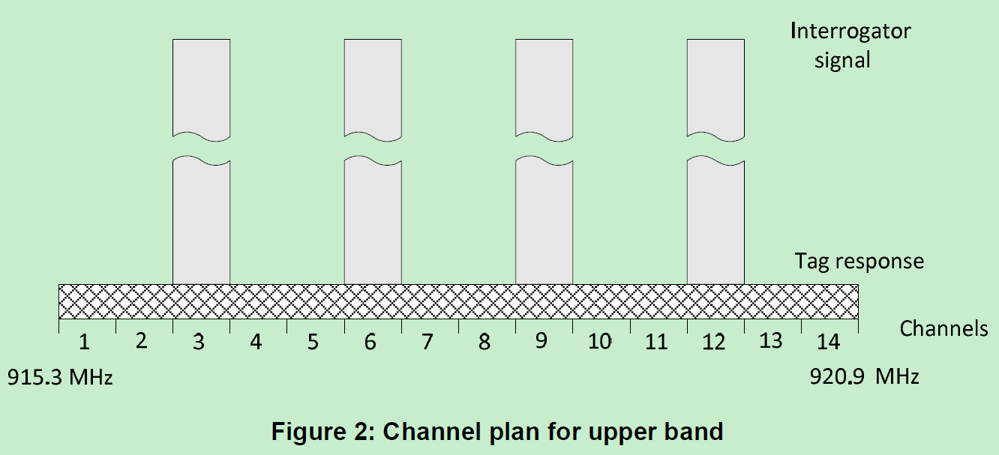 Interrogator
signal
Tag response
1 2 3 4 5 6 7 8 9 10 11 12 13 14
Channels
915.3 MHz
920.9 MHz
Figure 2: Channel plan for upper band